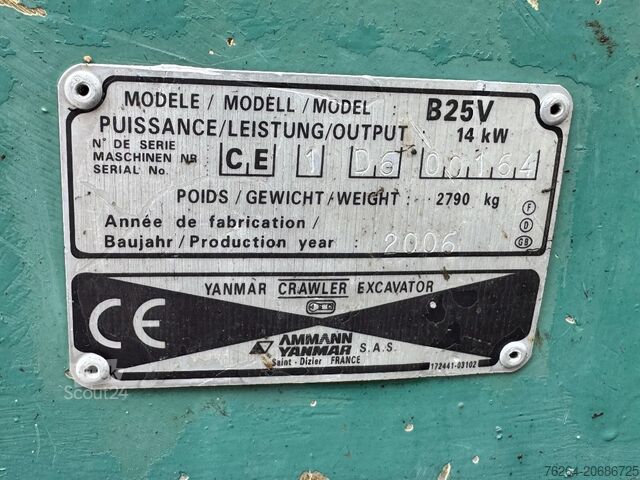 MODELE / MODELL / MODEL : B25V
PUISSANCE/LEISTUNG/OUTPUT : 14 kW
N° DE SERIE
MASCHINEN NR
SERIAL No.
CE 1 D6 00164
POIDS / GEWICHT / WEIGHT : 2790 kg
Année de fabrication /
Baujahr / Production year : 2006
F
D
GB
YANMAR CRAWLER EXCAVATOR
CE
AMMANN
YANMAR S.A.S.
Saint - Dizier FRANCE
172441-03102
Scout24
76264-20686725